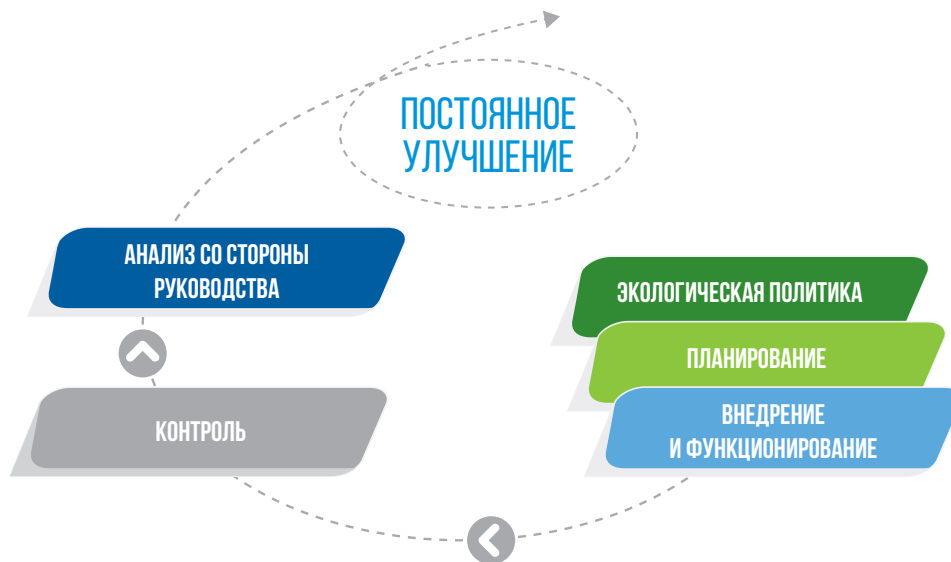 ПОСТОЯННОЕ
УЛУЧШЕНИЕ
АНАЛИЗ СО СТОРОНЫ
РУКОВОДСТВА
ЭКОЛОГИЧЕСКАЯ ПОЛИТИКА
ПЛАНИРОВАНИЕ
ВНЕДРЕНИЕ
И ФУНКЦИОНИРОВАНИЕ
КОНТРОЛЬ